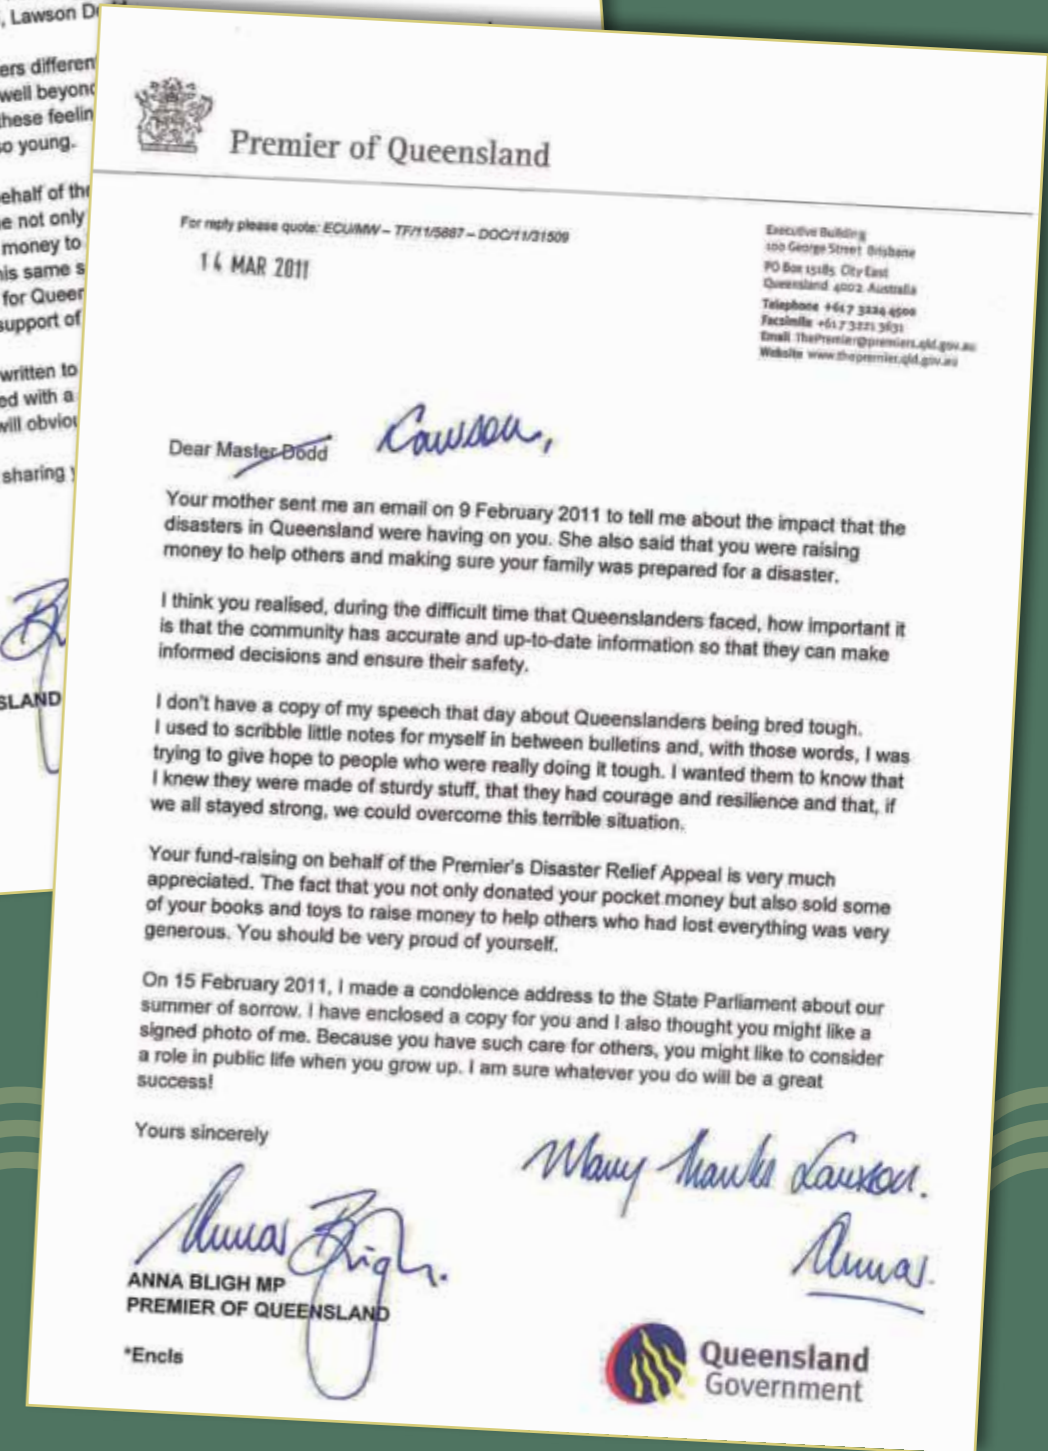 , Lawson
ers differen
well beyond
these feelin
so young.
ehalf of the
e not only
money to
his same s
for Queen
support of
written to
ed with a
will obviou
sharing y
SLAND
Premier of Queensland
For reply please quote: ECU/MW – TF/11/5887 – DOC/11/31509
14 MAR 2011
Executive Building
100 George Street Brisbane
PO Box 15185 City East
Queensland 4002 Australia
Telephone +61 7 3224 4500
Facsimile +61 7 3221 3631
Email ThePremier@premiers.qld.gov.au
Website www.thepremier.qld.gov.au
Dear Master Dodd Lawson,
Your mother sent me an email on 9 February 2011 to tell me about the impact that the
disasters in Queensland were having on you. She also said that you were raising
money to help others and making sure your family was prepared for a disaster.
I think you realised, during the difficult time that Queenslanders faced, how important it
is that the community has accurate and up-to-date information so that they can make
informed decisions and ensure their safety.
I don't have a copy of my speech that day about Queenslanders being bred tough.
I used to scribble little notes for myself in between bulletins and, with those words, I was
trying to give hope to people who were really doing it tough. I wanted them to know that
I knew they were made of sturdy stuff, that they had courage and resilience and that, if
we all stayed strong, we could overcome this terrible situation.
Your fund-raising on behalf of the Premier's Disaster Relief Appeal is very much
appreciated. The fact that you not only donated your pocket money but also sold some
of your books and toys to raise money to help others who had lost everything was very
generous. You should be very proud of yourself.
On 15 February 2011, I made a condolence address to the State Parliament about our
summer of sorrow. I have enclosed a copy for you and I also thought you might like a
signed photo of me. Because you have such care for others, you might like to consider
a role in public life when you grow up. I am sure whatever you do will be a great
success!
Yours sincerely
Many thanks Lawson.
Anna.
Anna Bligh.
ANNA BLIGH MP
PREMIER OF QUEENSLAND
*Encls
Queensland
Government